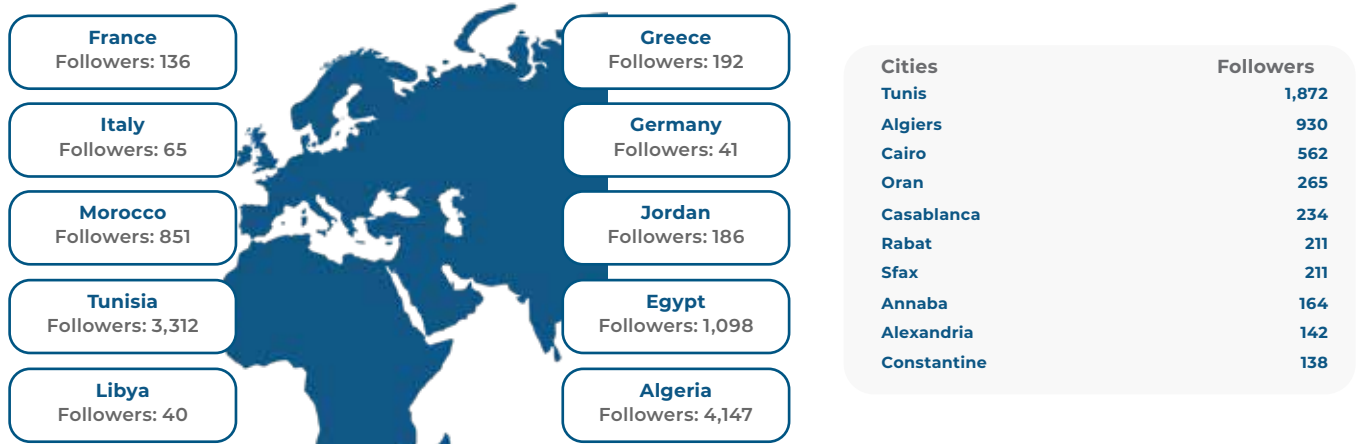 France
Followers: 136
Italy
Followers: 65
Morocco
Followers: 851
Tunisia
Followers: 3,312
Libya
Followers: 40
Greece
Followers: 192
Germany
Followers: 41
Jordan
Followers: 186
Egypt
Followers: 1,098
Algeria
Followers: 4,147
Cities Followers
Tunis 1,872
Algiers 930
Cairo 562
Oran 265
Casablanca 234
Rabat 211
Sfax 211
Annaba 164
Alexandria 142
Constantine 138